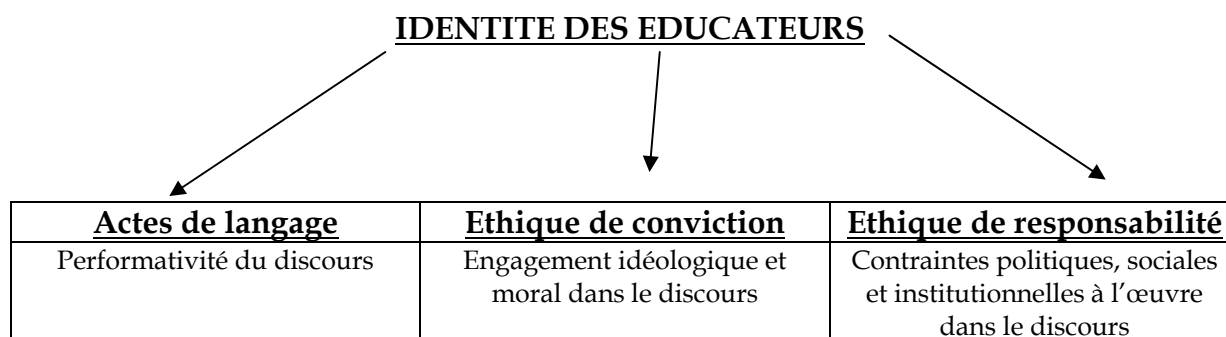 IDENTITE DES EDUCATEURS
Actes de langage
Performativité du discours
Ethique de conviction
Engagement idéologique et
moral dans le discours
Ethique de responsabilité
Contraintes politiques, sociales
et institutionnelles à l'œuvre
dans le discours